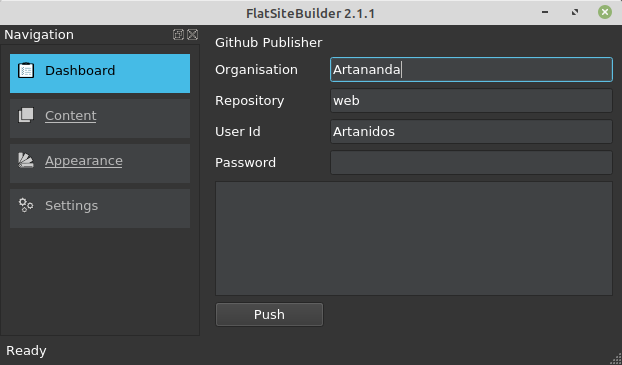 FlatSiteBuilder 2.1.1
Navigation
Dashboard
Content
Appearance
Settings
Github Publisher
Organisation Artananda
Repository web
User Id Artanidos
Password
Push
Ready